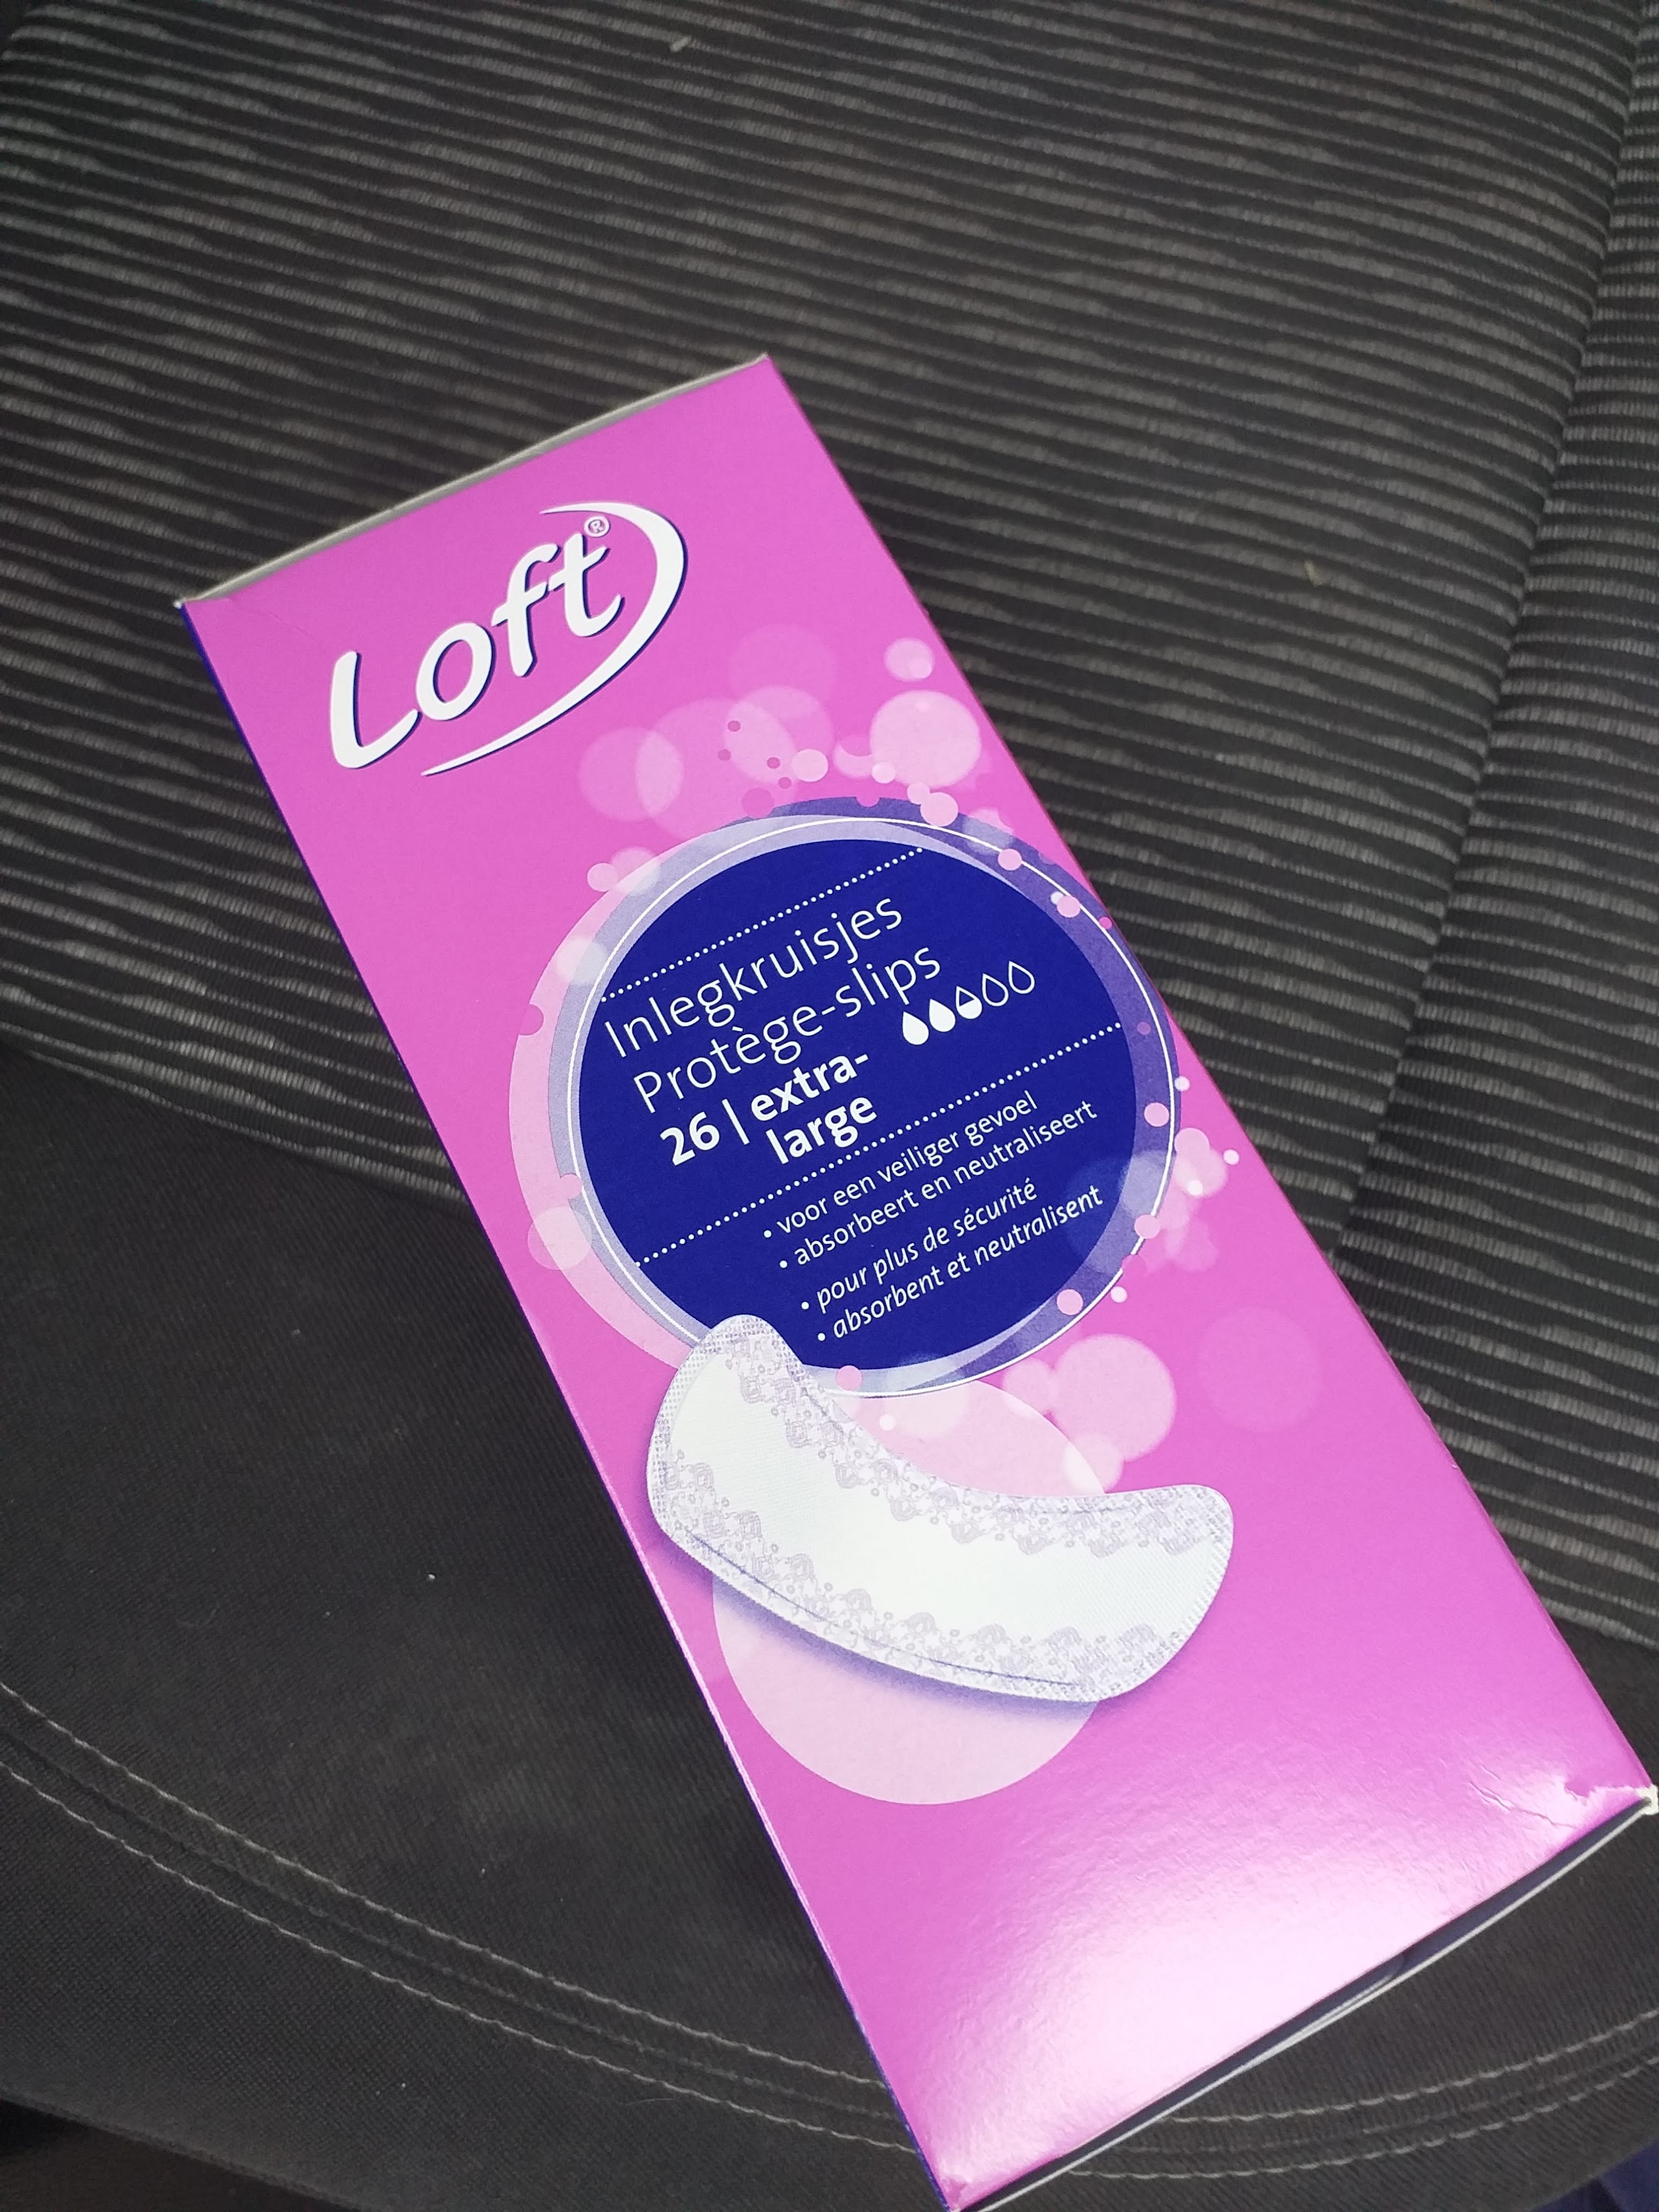 Loft®
Inlegkruisjes
Protège-slips
26 | extra-
large
• voor een veiliger gevoel
• absorbeert en neutraliseert
• pour plus de sécurité
• absorbent et neutralisent